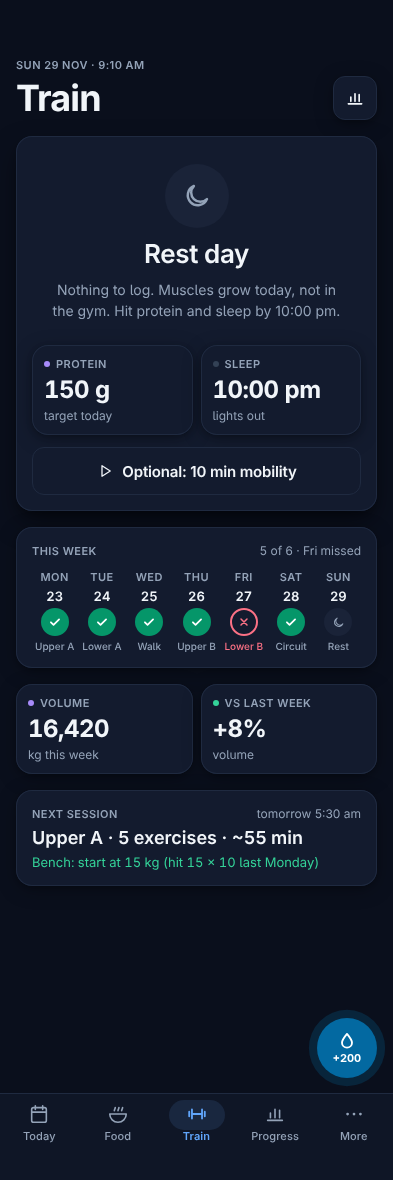 SUN 29 NOV · 9:10 AM
Train
Rest day
Nothing to log. Muscles grow today, not in
the gym. Hit protein and sleep by 10:00 pm.
PROTEIN
150 g
target today
SLEEP
10:00 pm
lights out
Optional: 10 min mobility
THIS WEEK
5 of 6 · Fri missed
MON TUE WED THU FRI SAT SUN
23 24 25 26 27 28 29
Upper A Lower A Walk Upper B Lower B Circuit Rest
VOLUME
16,420
kg this week
VS LAST WEEK
+8%
volume
NEXT SESSION
tomorrow 5:30 am
Upper A · 5 exercises · ~55 min
Bench: start at 15 kg (hit 15 × 10 last Monday)
+200
Today Food Train Progress More